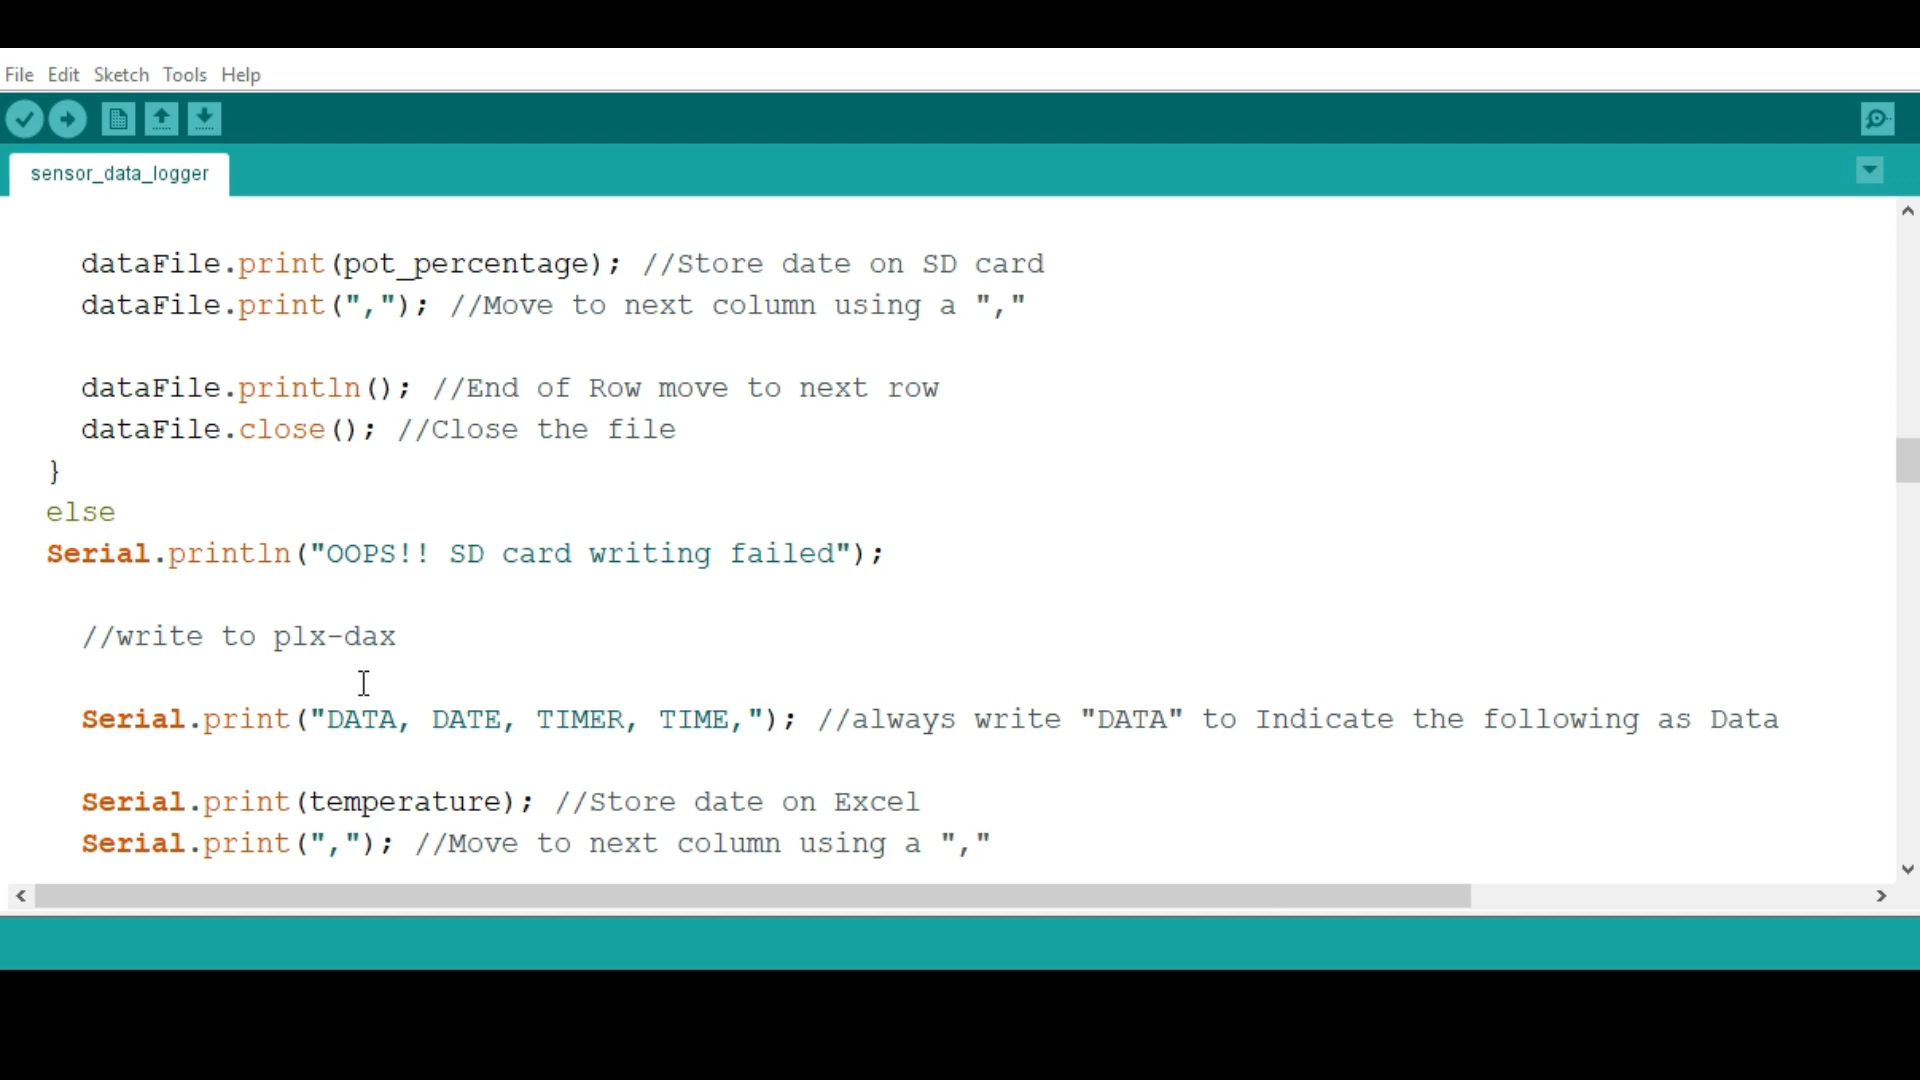 File Edit Sketch Tools Help
sensor_data_logger
dataFile.print(pot_percentage); //Store date on SD card
dataFile.print(","); //Move to next column using a ","
dataFile.println(); //End of Row move to next row
dataFile.close(); //Close the file
}
else
Serial.println("OOPS!! SD card writing failed");
//write to plx-dax
Serial.print("DATA, DATE, TIMER, TIME,"); //always write "DATA" to Indicate the following as Data
Serial.print(temperature); //Store date on Excel
Serial.print(","); //Move to next column using a ","